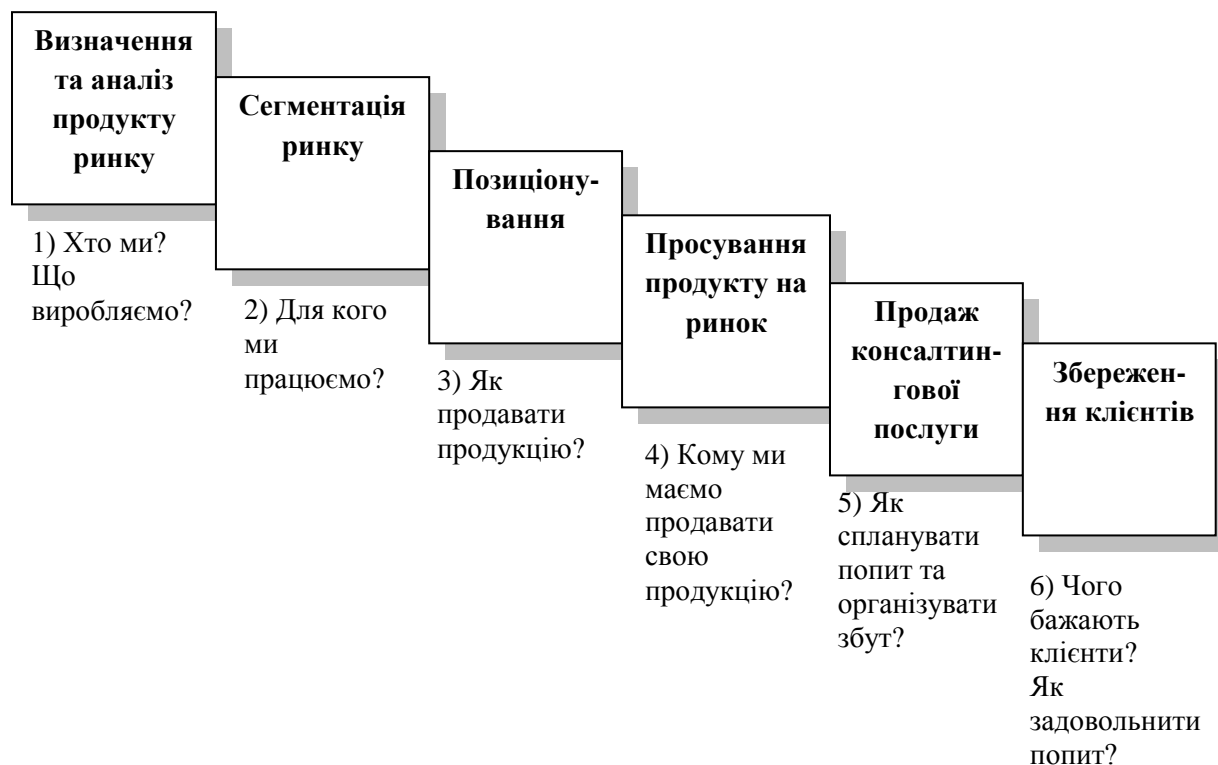 Визначення
та аналіз
продукту
ринку
1) Хто ми?
Що
виробляємо?
Сегментація
ринку
2) Для кого
ми
працюємо?
Позиціону-
вання
3) Як
продавати
продукцію?
Просування
продукту на
ринок
4) Кому ми
маємо
продавати
свою
продукцію?
Продаж
консалтин-
гової
послуги
5) Як
спланувати
попит та
організувати
збут?
Збережен-
ня клієнтів
6) Чого
бажають
клієнти?
Як
задовольнити
попит?